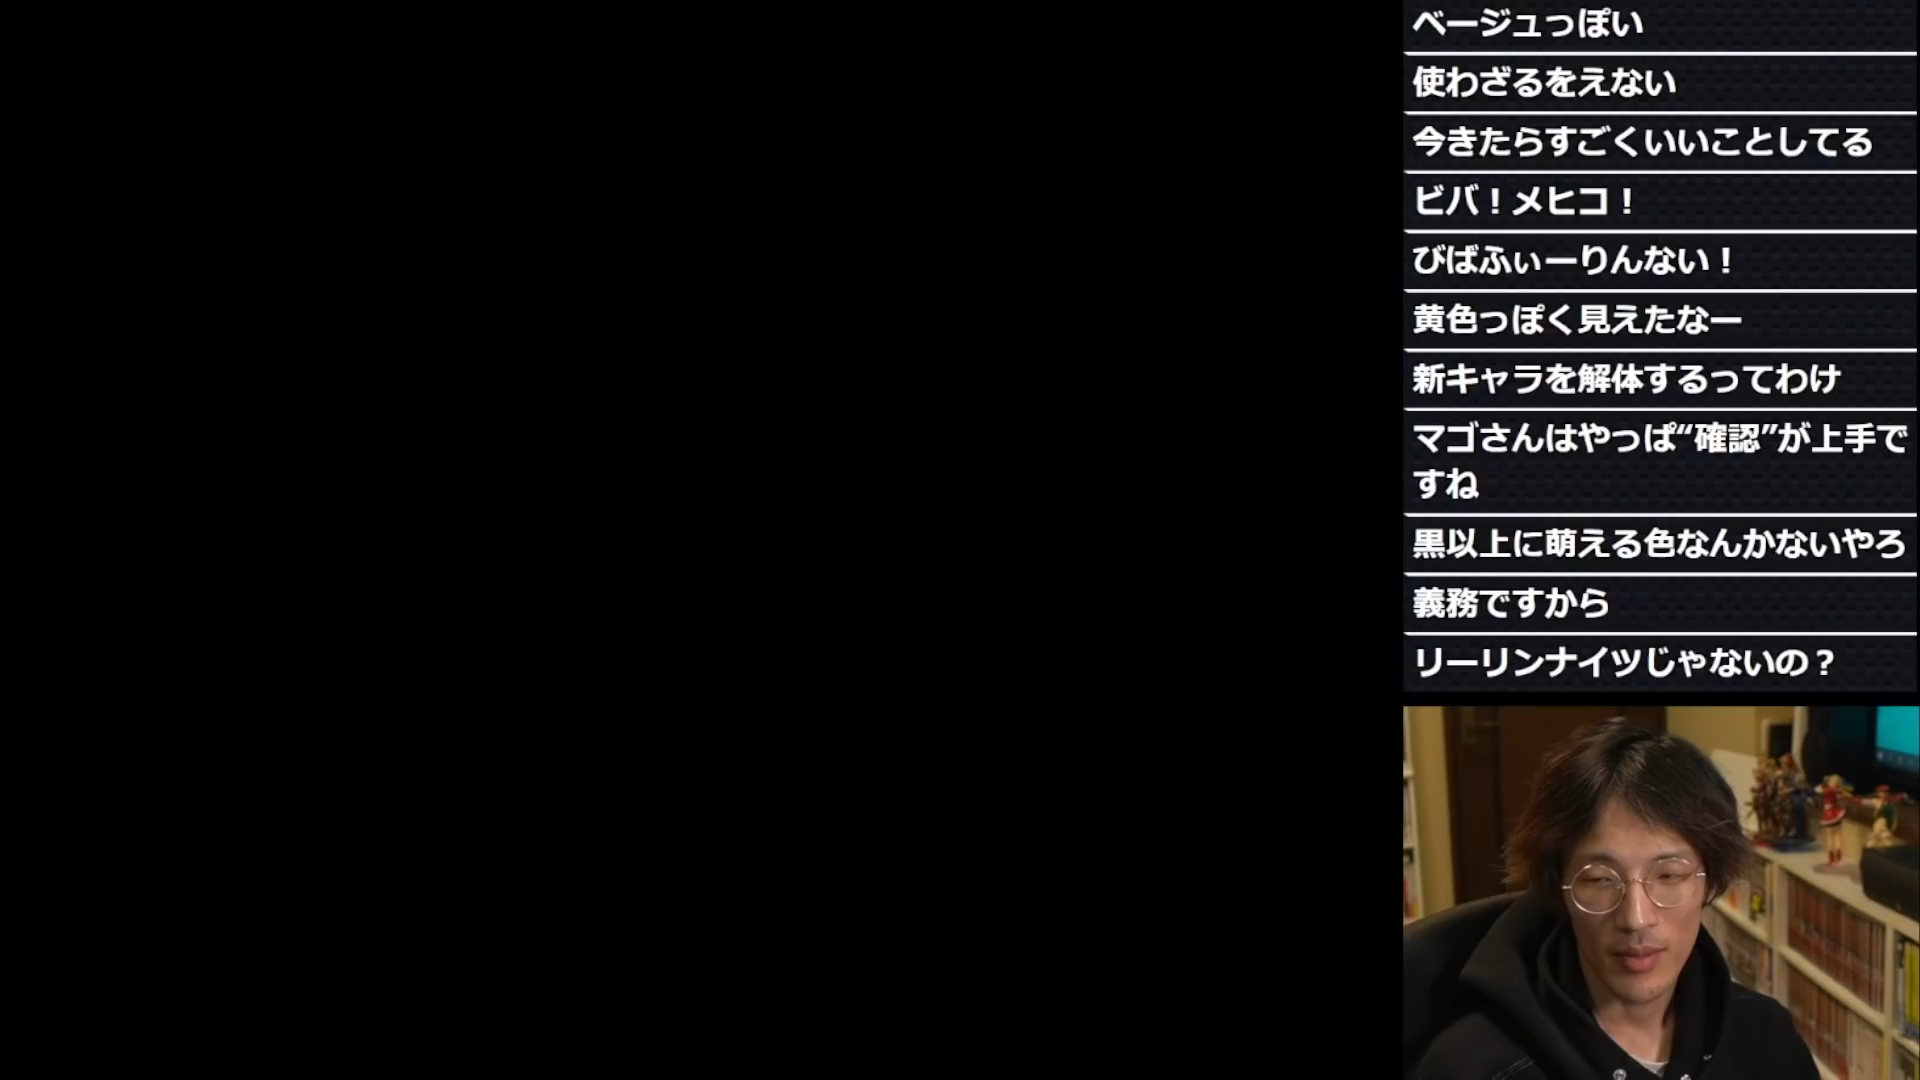 ベージュっぽい
使わざるをえない
今きたらすごくいいことしてる
ビバ！メヒコ！
びばふぃーりんない！
黄色っぽく見えたなー
新キャラを解体するってわけ
マゴさんはやっぱ“確認”が上手で
すね
黒以上に萌える色なんかないやろ
義務ですから
リーリンナイツじゃないの？